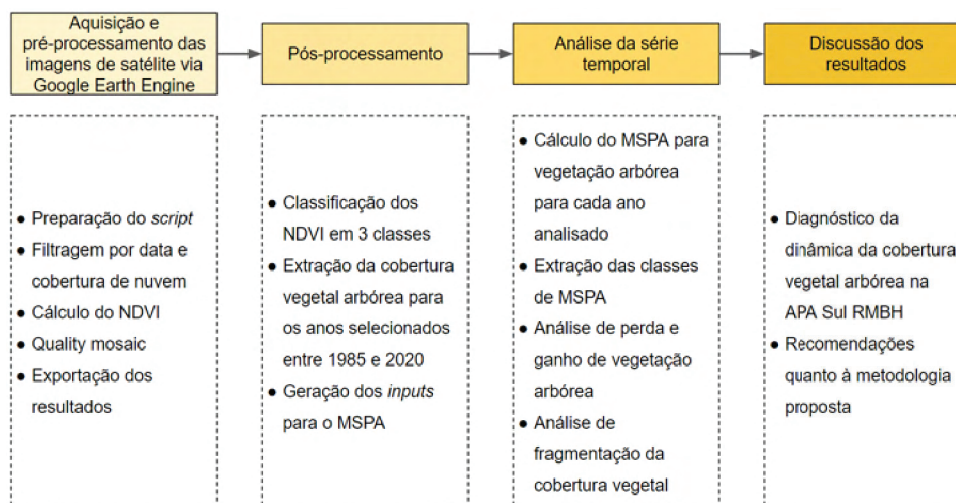 Aquisição e
pré-processamento das
imagens de satélite via
Google Earth Engine
Pós-processamento
Análise da série
temporal
Discussão dos
resultados
● Preparação do script
● Filtragem por data e
cobertura de nuvem
● Cálculo do NDVI
● Quality mosaic
● Exportação dos
resultados
● Classificação dos
NDVI em 3 classes
● Extração da cobertura
vegetal arbórea para
os anos selecionados
entre 1985 e 2020
● Geração dos inputs
para o MSPA
● Cálculo do MSPA para
vegetação arbórea
para cada ano
analisado
● Extração das classes
de MSPA
● Análise de perda e
ganho de vegetação
arbórea
● Análise de
fragmentação da
cobertura vegetal
● Diagnóstico da
dinâmica da cobertura
vegetal arbórea na
APA Sul RMBH
● Recomendações
quanto à metodologia
proposta